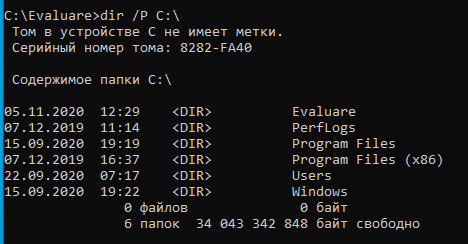 C:\Evaluare>dir /P C:\
Том в устройстве C не имеет метки.
Серийный номер тома: 8282-FA40
Содержимое папки C:\
05.11.2020 12:29 <DIR> Evaluare
07.12.2019 11:14 <DIR> PerfLogs
15.09.2020 19:19 <DIR> Program Files
07.12.2019 16:37 <DIR> Program Files (x86)
22.09.2020 07:17 <DIR> Users
15.09.2020 19:22 <DIR> Windows
0 файлов 0 байт
6 папок 34 043 342 848 байт свободно